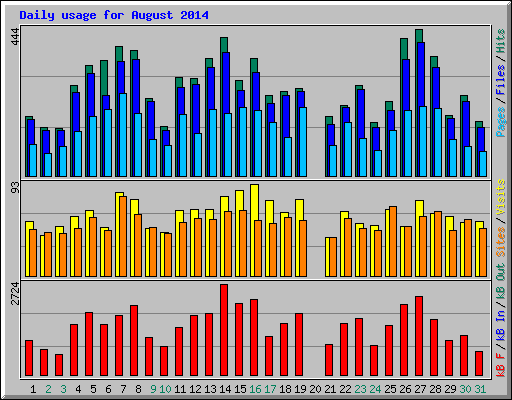 Daily usage for August 2014
444
93
2724
Pages / Files / Hits
Sites / Visits
kB F / kB In / kB Out
1 2 3 4 5 6 7 8 9 10 11 12 13 14 15 16 17 18 19 20 21 22 23 24 25 26 27 28 29 30 31